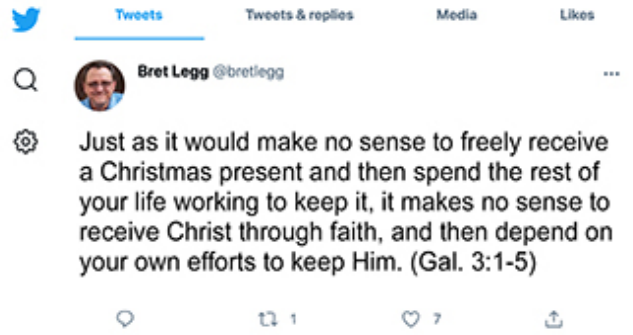 Tweets Tweets & replies Media Likes
Bret Legg @bretlegg
Just as it would make no sense to freely receive
a Christmas present and then spend the rest of
your life working to keep it, it makes no sense to
receive Christ through faith, and then depend on
your own efforts to keep Him. (Gal. 3:1-5)
1 7